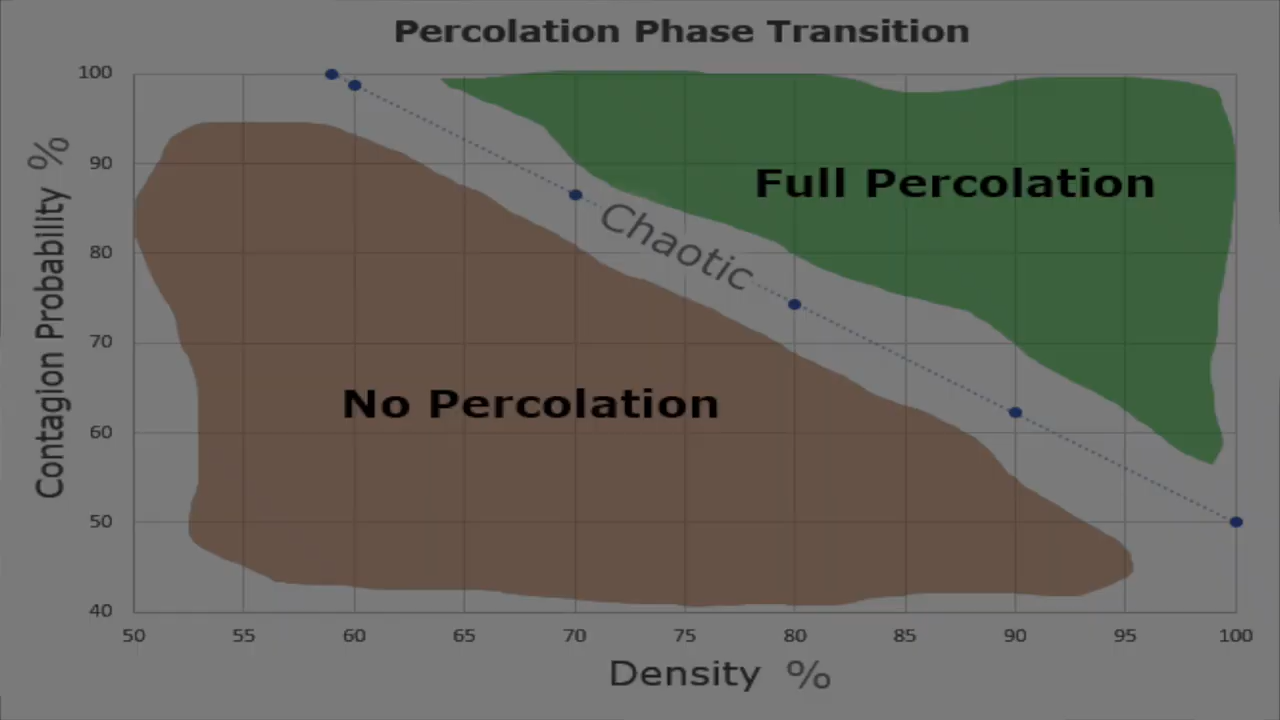 Percolation Phase Transition
100
90
80
70
60
50
40
Contagion Probability %
Full Percolation
Chaotic
No Percolation
50 55 60 65 70 75 80 85 90 95 100
Density %